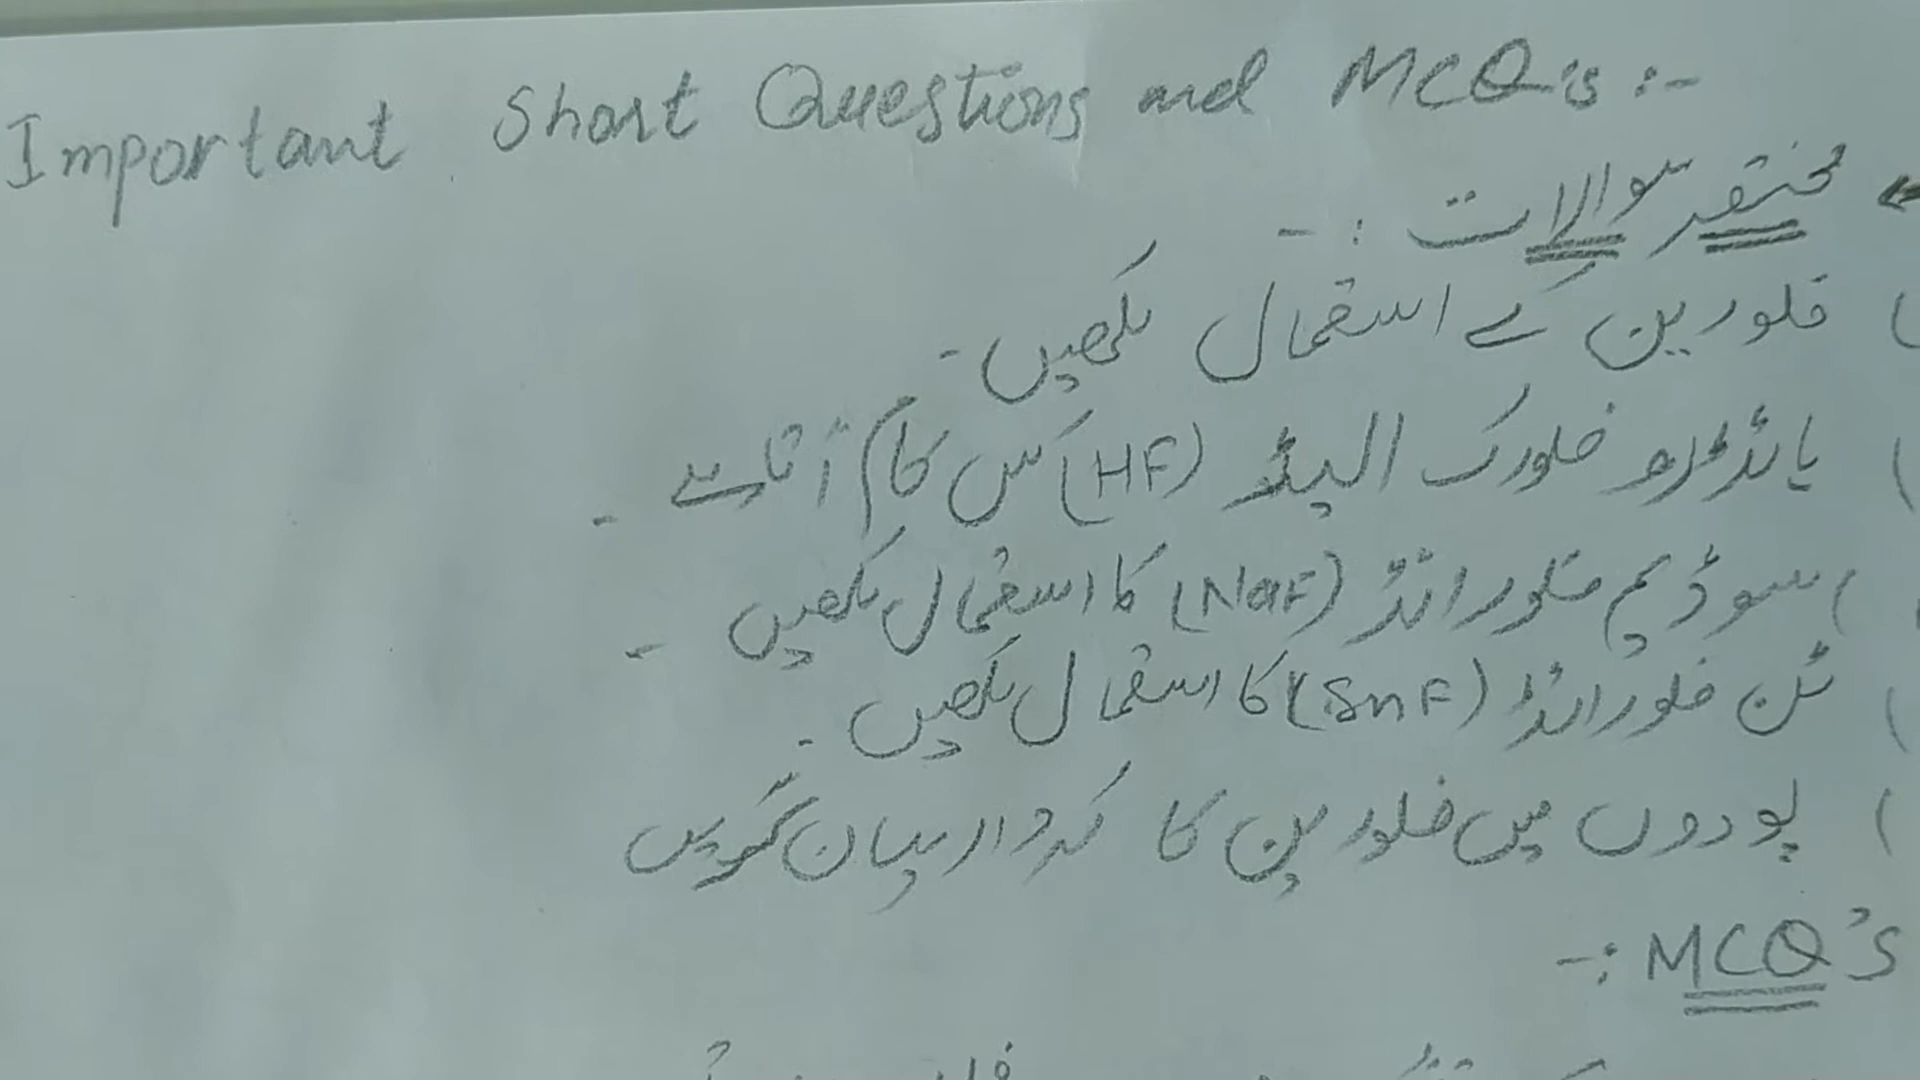 Important Short Questions and MCQ's :-
مختصر سوالات :-
) فلورین کے استعمال لکھیں۔
) ہائڈرو فلورک ایسڈ (HF) کس کام آتا ہے۔
) سوڈیم فلورائڈ (NaF) کا استعمال لکھیں۔
) ٹن فلورائڈ (SnF) کا استعمال لکھیں۔
) پودوں میں فلورین کا کردار بیان کریں
MCQ's :-